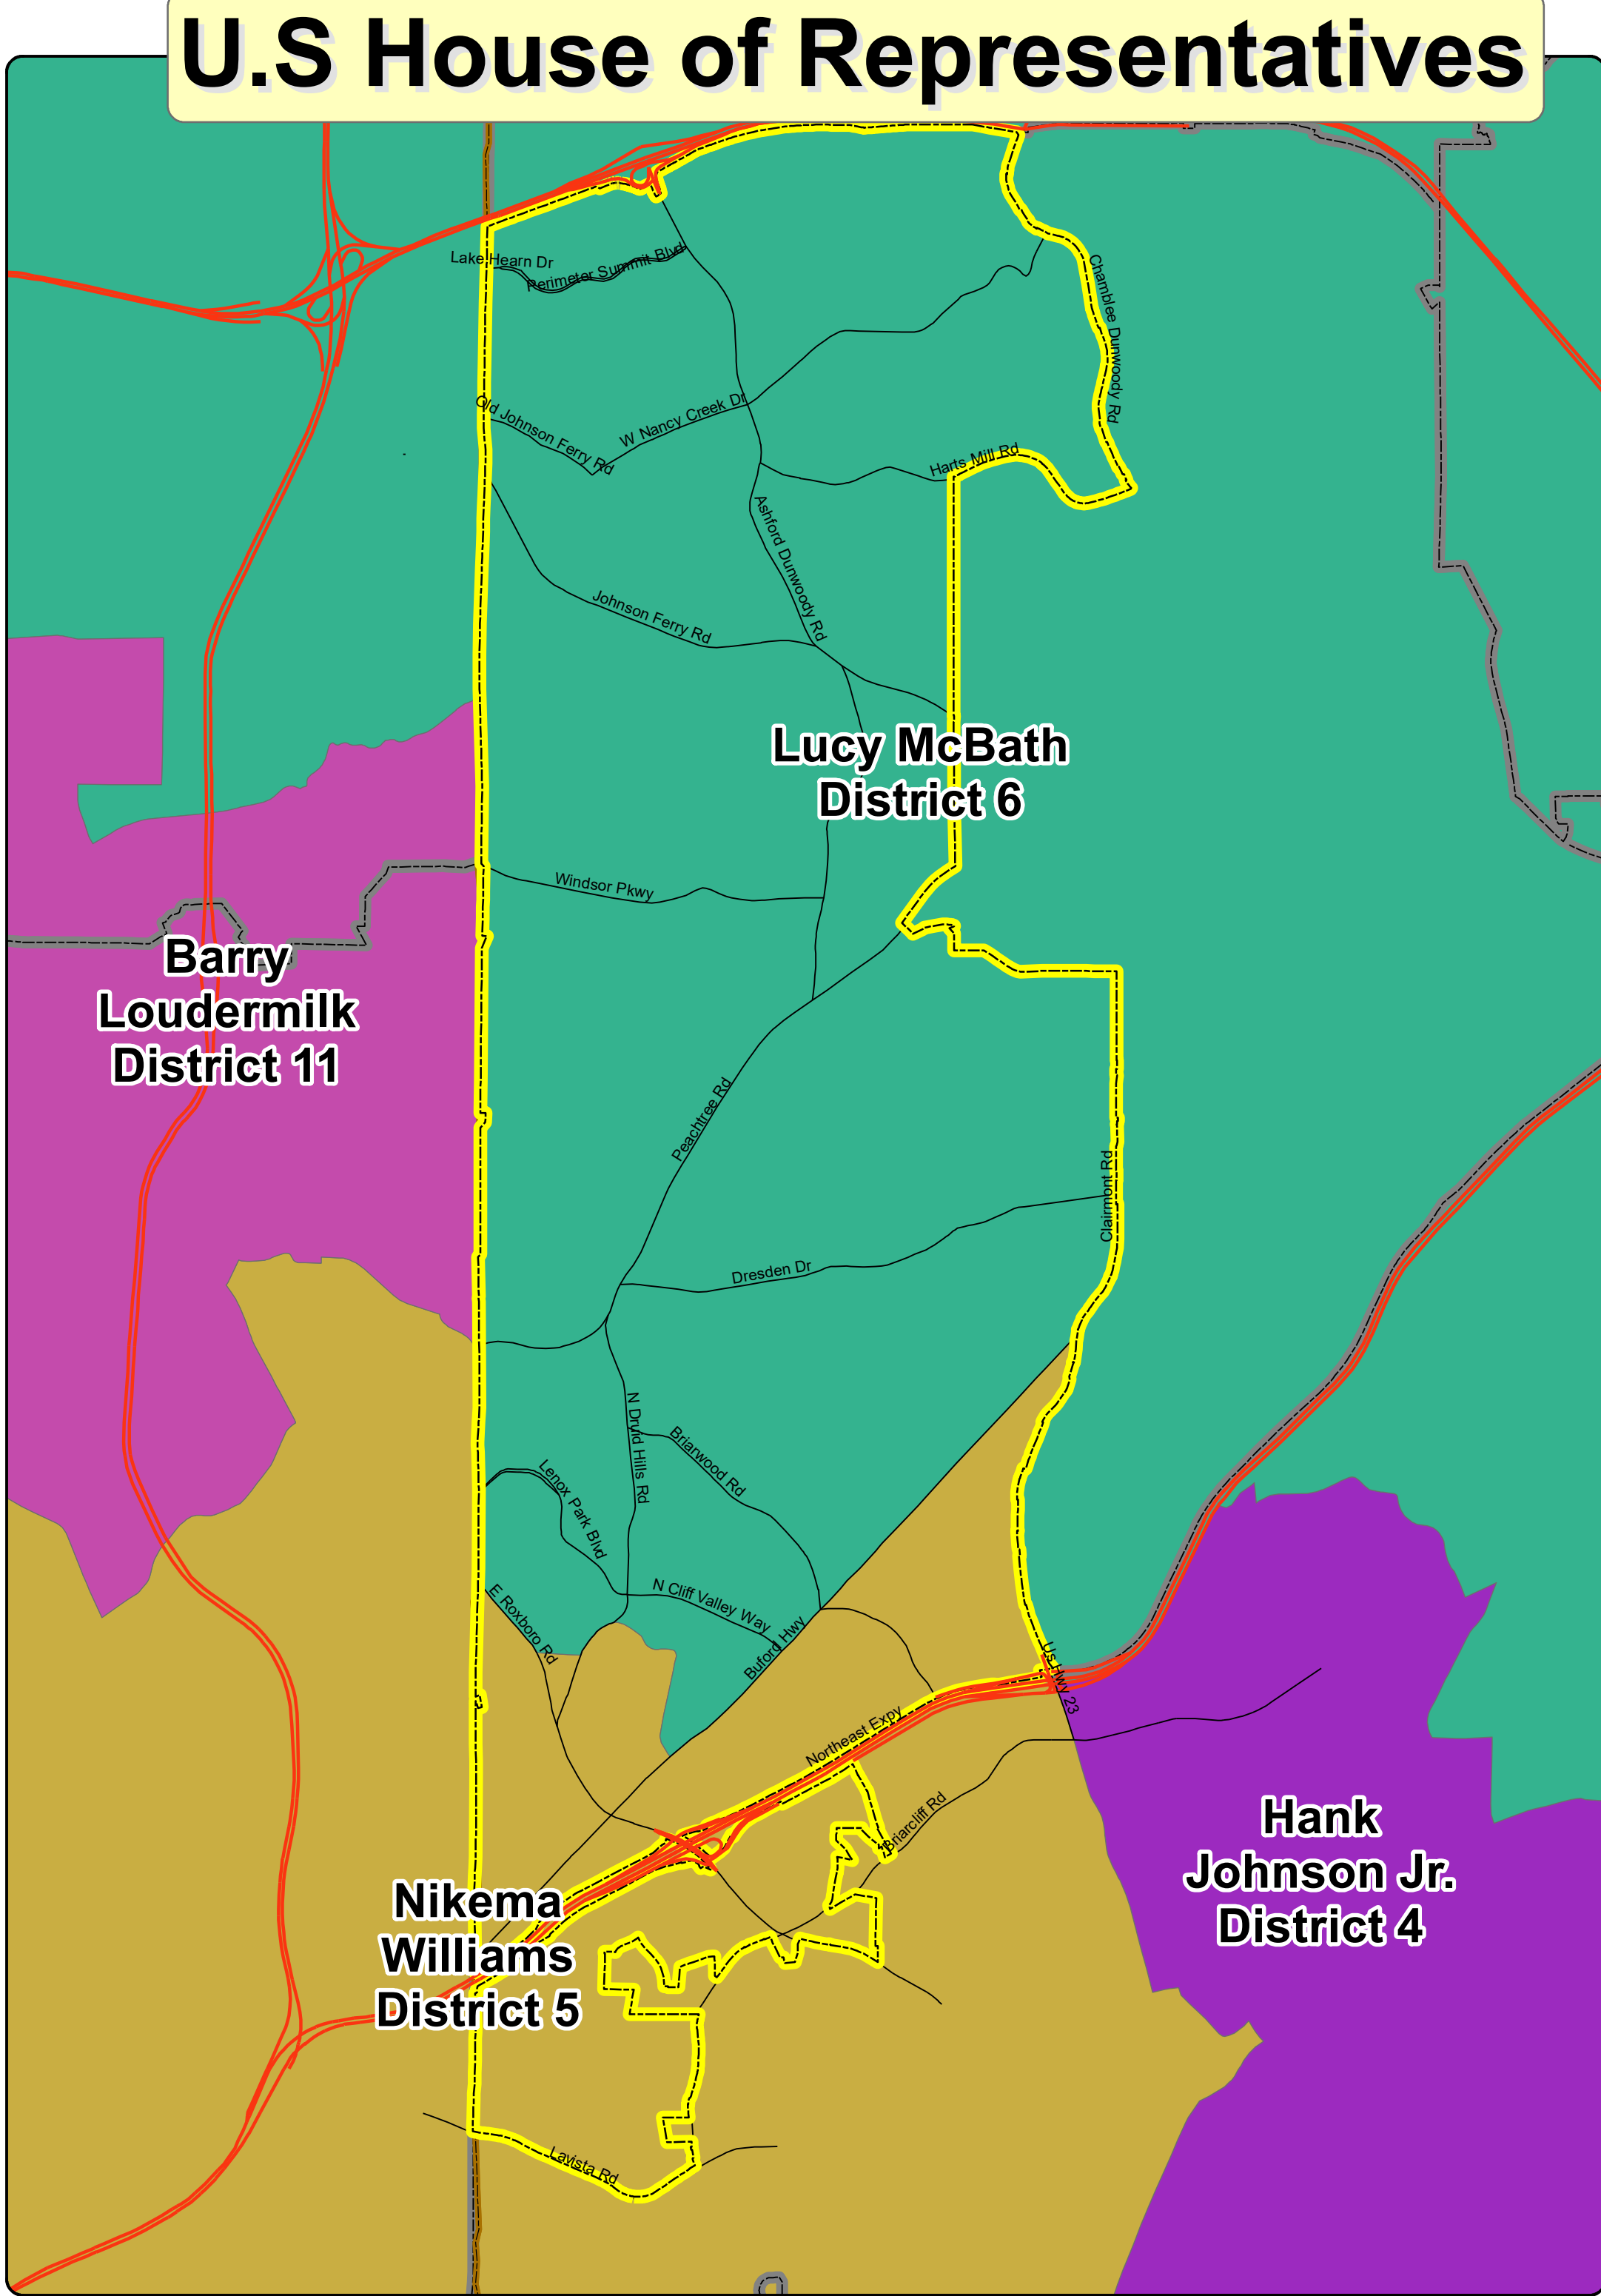 U.S House of Representatives
Lake Hearn Dr
Perimeter Summit Blvd
Chamblee Dunwoody Rd
Old Johnson Ferry Rd
W Nancy Creek Dr
Harts Mill Rd
Ashford Dunwoody Rd
Johnson Ferry Rd
Lucy McBath
District 6
Windsor Pkwy
Barry
Loudermilk
District 11
Peachtree Rd
Clairmont Rd
Dresden Dr
N Druid Hills Rd
Briarwood Rd
Lenox Park Blvd
N Cliff Valley Way
E Roxboro Rd
Buford Hwy
Us Hwy 23
Northeast Expy
Briarcliff Rd
Hank
Johnson Jr.
District 4
Nikema
Williams
District 5
Lavista Rd